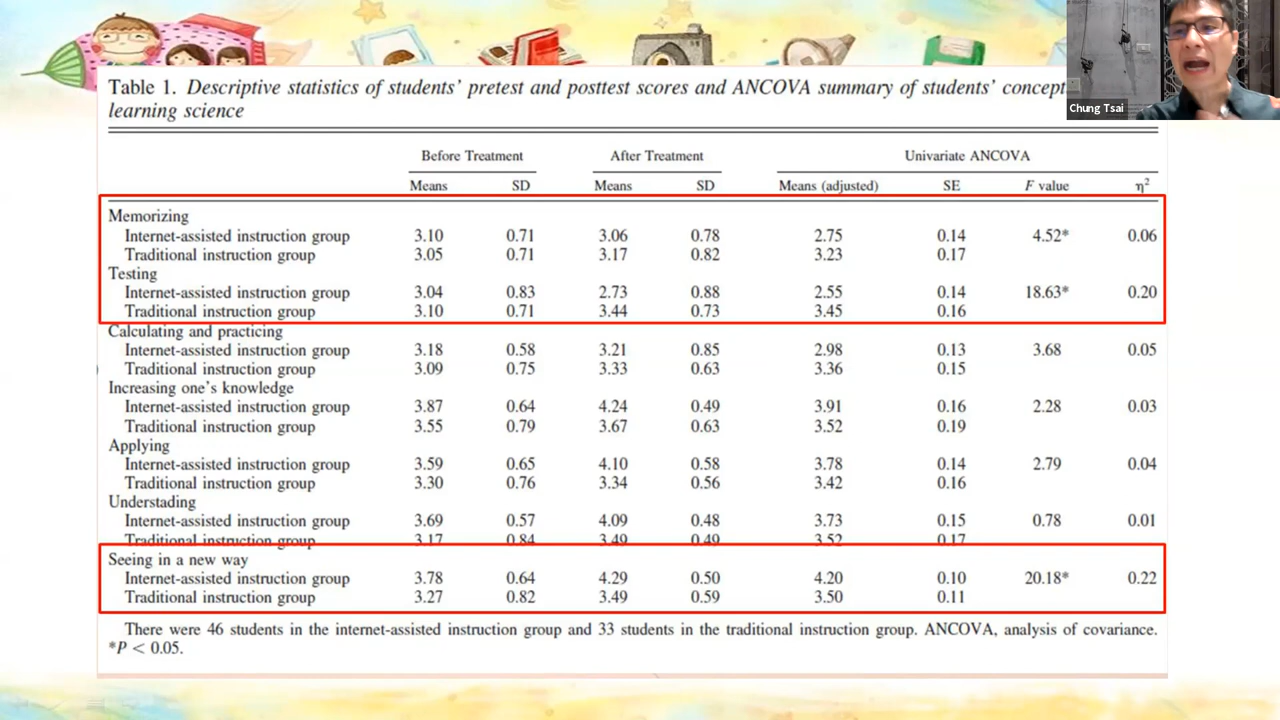 Table 1. Descriptive statistics of students' pretest and posttest scores and ANCOVA summary of students'
learning science
Chung Tsai
Before Treatment After Treatment Univariate ANCOVA
Means SD Means SD Means (adjusted) SE F value η²
Memorizing
Internet-assisted instruction group 3.10 0.71 3.06 0.78 2.75 0.14 4.52* 0.06
Traditional instruction group 3.05 0.71 3.17 0.82 3.23 0.17
Testing
Internet-assisted instruction group 3.04 0.83 2.73 0.88 2.55 0.14 18.63* 0.20
Traditional instruction group 3.10 0.71 3.44 0.73 3.45 0.16
Calculating and practicing
Internet-assisted instruction group 3.18 0.58 3.21 0.85 2.98 0.13 3.68 0.05
Traditional instruction group 3.09 0.75 3.33 0.63 3.36 0.15
Increasing one's knowledge
Internet-assisted instruction group 3.87 0.64 4.24 0.49 3.91 0.16 2.28 0.03
Traditional instruction group 3.55 0.79 3.67 0.63 3.52 0.19
Applying
Internet-assisted instruction group 3.59 0.65 4.10 0.58 3.78 0.14 2.79 0.04
Traditional instruction group 3.30 0.76 3.34 0.56 3.42 0.16
Understading
Internet-assisted instruction group 3.69 0.57 4.09 0.48 3.73 0.15 0.78 0.01
Traditional instruction group 3.17 0.84 3.49 0.49 3.52 0.17
Seeing in a new way
Internet-assisted instruction group 3.78 0.64 4.29 0.50 4.20 0.10 20.18* 0.22
Traditional instruction group 3.27 0.82 3.49 0.59 3.50 0.11
There were 46 students in the internet-assisted instruction group and 33 students in the traditional instruction group. ANCOVA, analysis of covariance.
*P < 0.05.